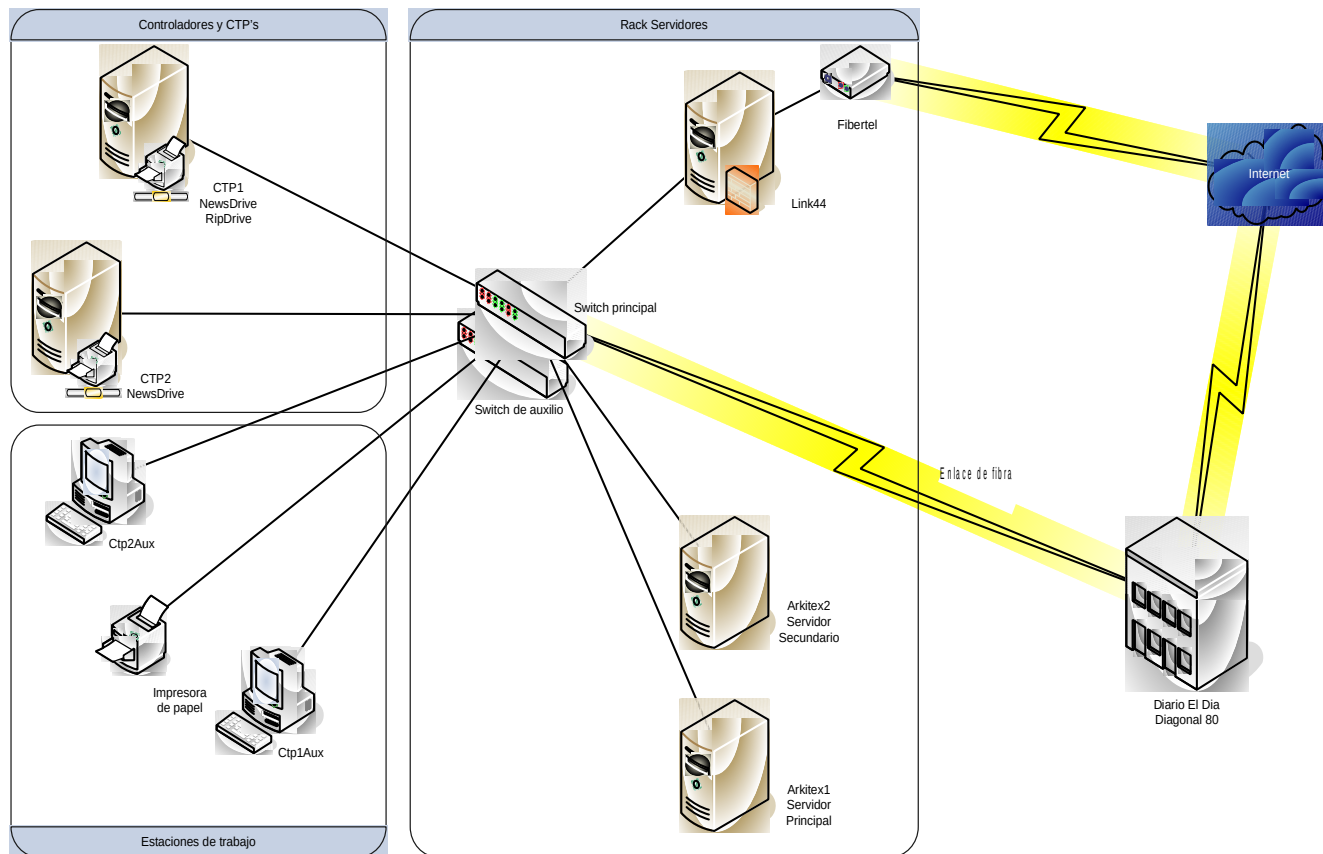 Controladores y CTP's
Rack Servidores
CTP1
NewsDrive
RipDrive
CTP2
NewsDrive
Fibertel
Link44
Internet
Switch principal
Switch de auxilio
Enlace de fibra
Ctp2Aux
Impresora
de papel
Ctp1Aux
Arkitex2
Servidor
Secundario
Arkitex1
Servidor
Principal
Diario El Dia
Diagonal 80
Estaciones de trabajo